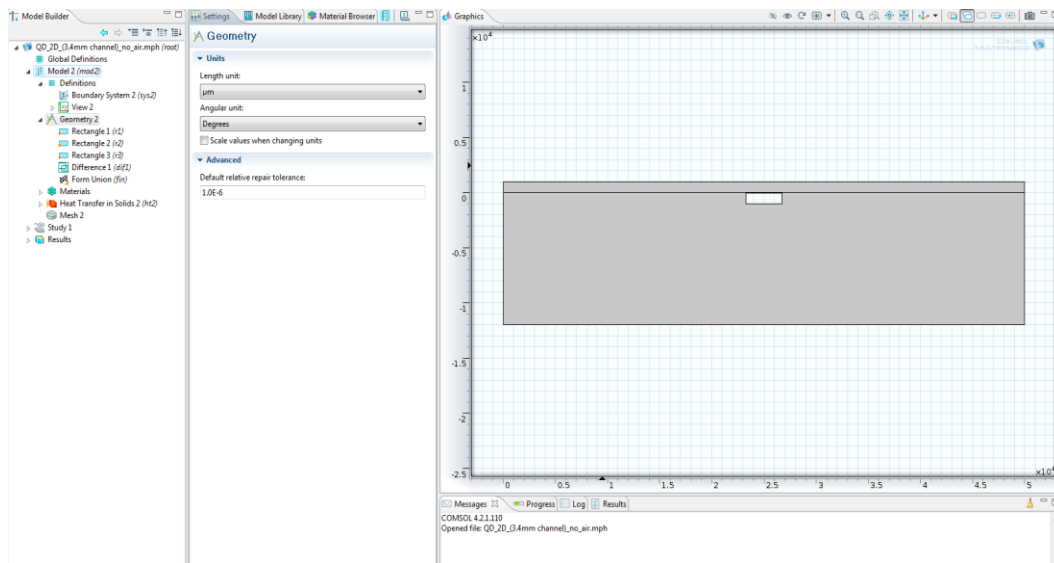 Model Builder
QD_2D_(3.4mm channel)_no_air.mph (root)
Global Definitions
Model 2 (mod2)
Definitions
Boundary System 2 (sys2)
View 2
Geometry 2
Rectangle 1 (r1)
Rectangle 2 (r2)
Rectangle 3 (r3)
Difference 1 (dif1)
Form Union (fin)
Materials
Heat Transfer in Solids 2 (ht2)
Mesh 2
Study 1
Results
Settings Model Library Material Browser
Geometry
Units
Length unit:
µm
Angular unit:
Degrees
Scale values when changing units
Advanced
Default relative repair tolerance:
1.0E-6
Graphics
×10⁴
COMSOL
MULTIPHYSICS
1
0.5
0
-0.5
-1
-1.5
-2
-2.5
×10⁴
0 0.5 1 1.5 2 2.5 3 3.5 4 4.5 5
Messages Progress Log Results
COMSOL 4.2.1.110
Opened file: QD_2D_(3.4mm channel)_no_air.mph